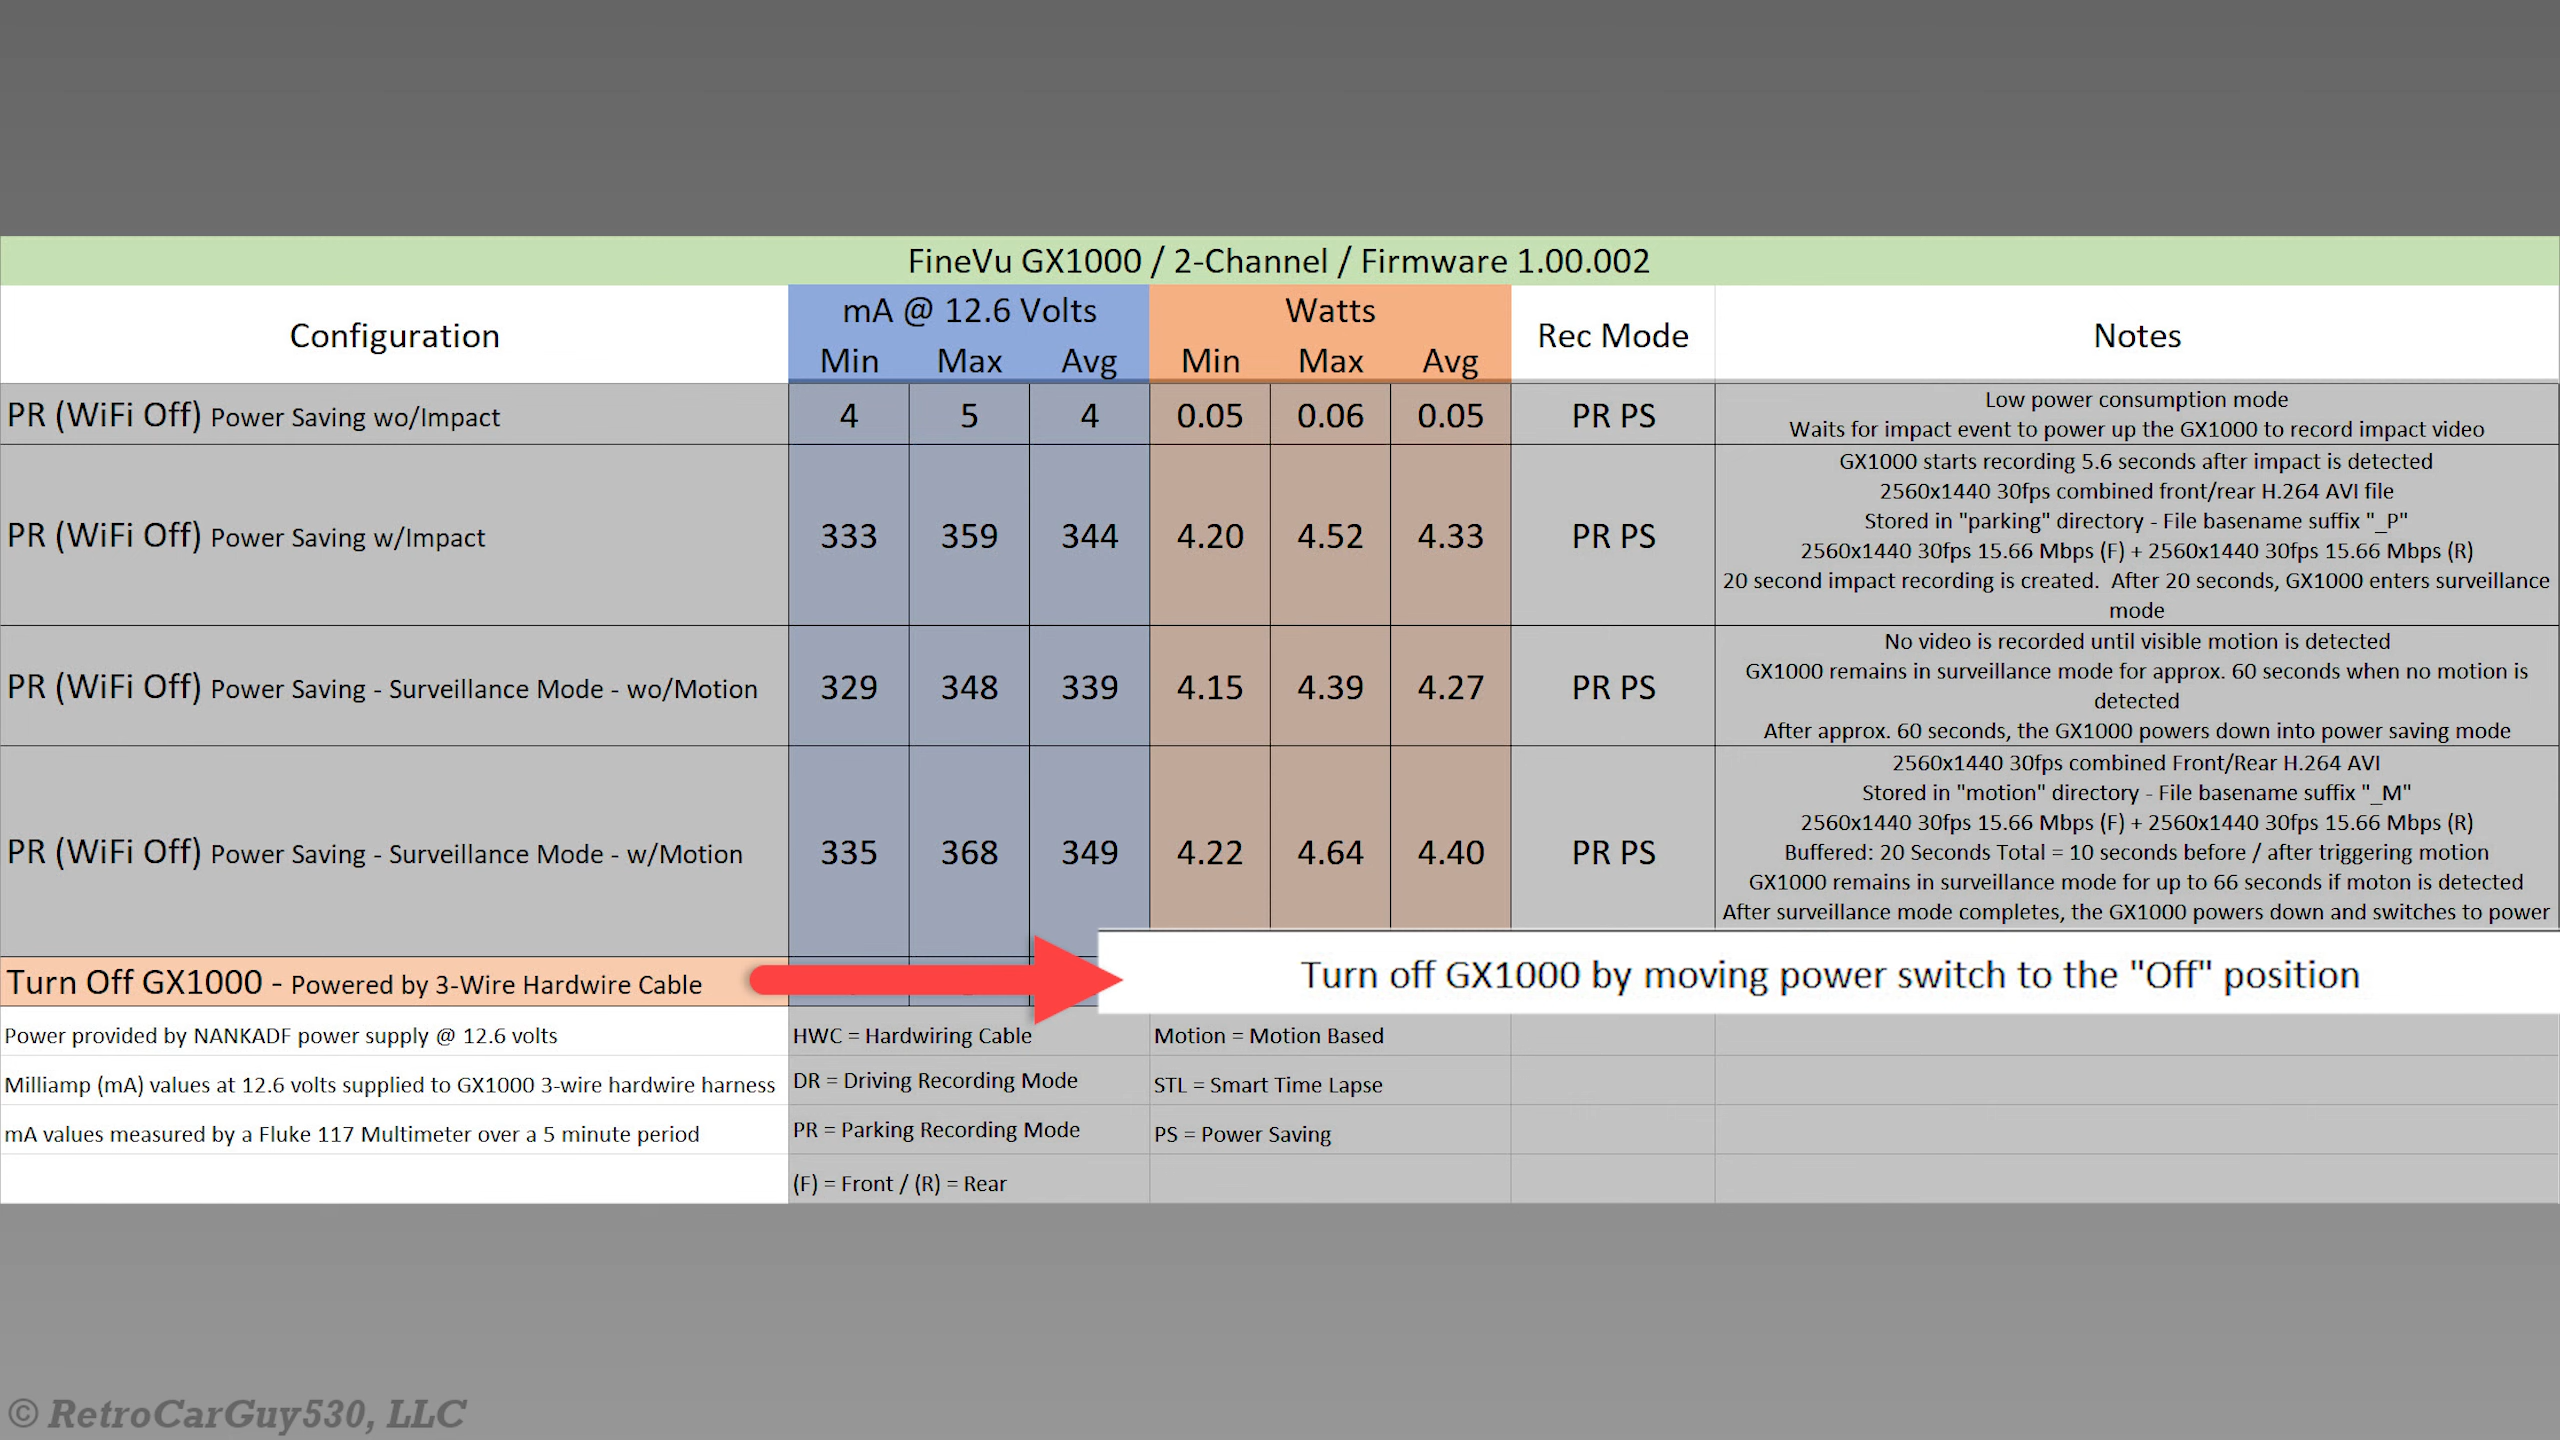 FineVu GX1000 / 2-Channel / Firmware 1.00.002
Configuration
mA @ 12.6 Volts
Watts
Rec Mode
Notes
Min Max Avg Min Max Avg
PR (WiFi Off) Power Saving wo/Impact 4 5 4 0.05 0.06 0.05 PR PS
Low power consumption mode
Waits for impact event to power up the GX1000 to record impact video
PR (WiFi Off) Power Saving w/Impact 333 359 344 4.20 4.52 4.33 PR PS
GX1000 starts recording 5.6 seconds after impact is detected
2560x1440 30fps combined front/rear H.264 AVI file
Stored in "parking" directory - File basename suffix "_P"
2560x1440 30fps 15.66 Mbps (F) + 2560x1440 30fps 15.66 Mbps (R)
20 second impact recording is created.  After 20 seconds, GX1000 enters surveillance
mode
PR (WiFi Off) Power Saving - Surveillance Mode - wo/Motion 329 348 339 4.15 4.39 4.27 PR PS
No video is recorded until visible motion is detected
GX1000 remains in surveillance mode for approx. 60 seconds when no motion is
detected
After approx. 60 seconds, the GX1000 powers down into power saving mode
PR (WiFi Off) Power Saving - Surveillance Mode - w/Motion 335 368 349 4.22 4.64 4.40 PR PS
2560x1440 30fps combined Front/Rear H.264 AVI
Stored in "motion" directory - File basename suffix "_M"
2560x1440 30fps 15.66 Mbps (F) + 2560x1440 30fps 15.66 Mbps (R)
Buffered: 20 Seconds Total = 10 seconds before / after triggering motion
GX1000 remains in surveillance mode for up to 66 seconds if moton is detected
After surveillance mode completes, the GX1000 powers down and switches to power
Turn Off GX1000 - Powered by 3-Wire Hardwire Cable
Turn off GX1000 by moving power switch to the "Off" position
Power provided by NANKADF power supply @ 12.6 volts
HWC = Hardwiring Cable
Motion = Motion Based
Milliamp (mA) values at 12.6 volts supplied to GX1000 3-wire hardwire harness
DR = Driving Recording Mode
STL = Smart Time Lapse
mA values measured by a Fluke 117 Multimeter over a 5 minute period
PR = Parking Recording Mode
PS = Power Saving
(F) = Front / (R) = Rear
© RetroCarGuy530, LLC